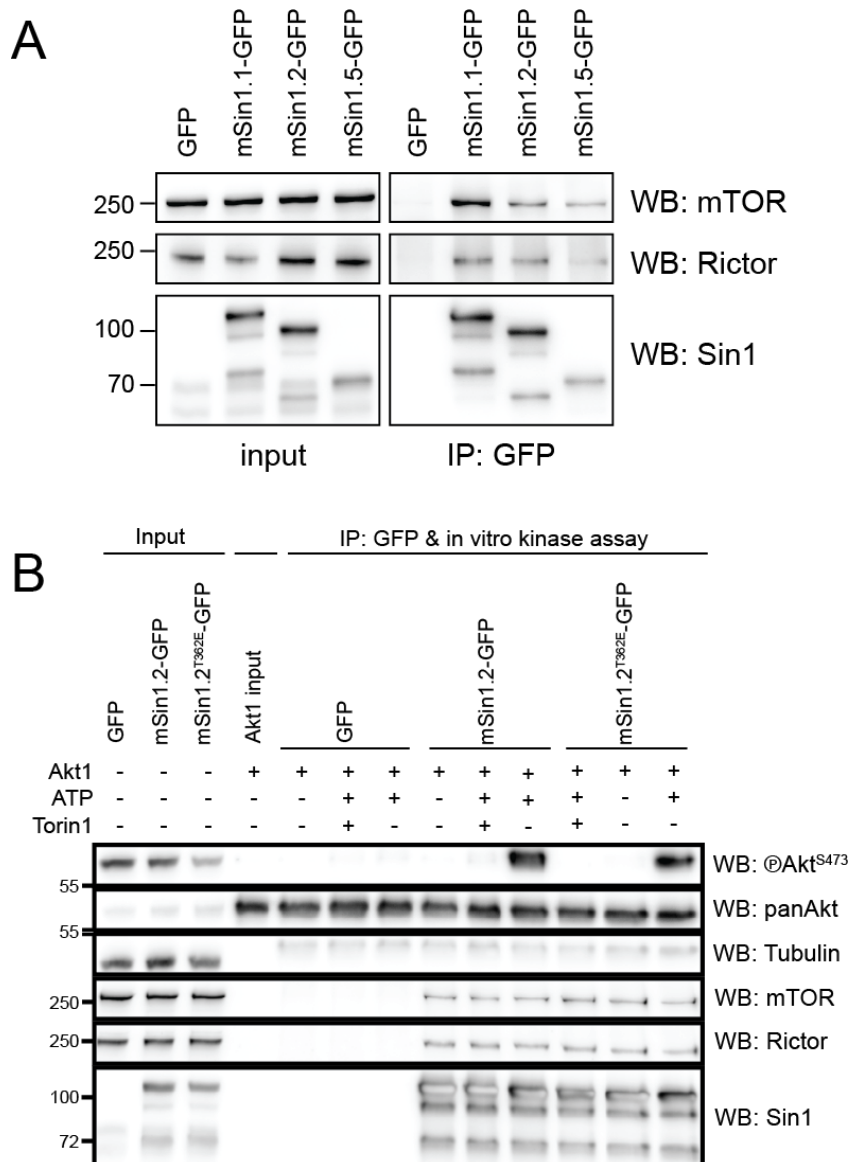 A
GFP
mSin1.1-GFP
mSin1.2-GFP
mSin1.5-GFP
GFP
mSin1.1-GFP
mSin1.2-GFP
mSin1.5-GFP
250
WB: mTOR
250
WB: Rictor
100
70
WB: Sin1
input
IP: GFP
Input
IP: GFP & in vitro kinase assay
B
GFP
mSin1.2-GFP
mSin1.2T362E-GFP
Akt1 input
GFP
mSin1.2-GFP
mSin1.2T362E-GFP
Akt1 - - - + + + + + + + + + +
ATP - - - - - + + - + + + - +
Torin1 - - - - - + - - + - + - -
WB: ℗AktS473
55
WB: panAkt
55
WB: Tubulin
250
WB: mTOR
250
WB: Rictor
100
WB: Sin1
72